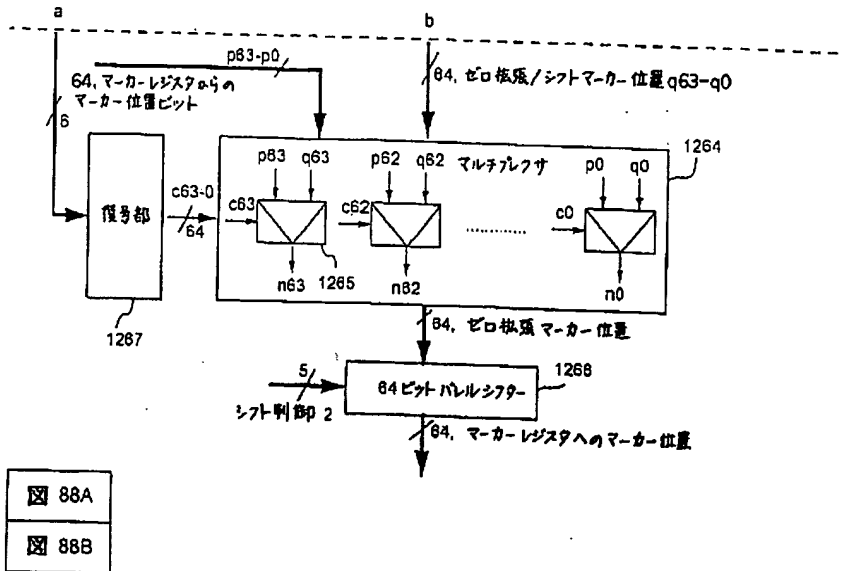 a
b
p63-p0
64, マーカーレジスタからの
マーカー位置ビット
64, ゼロ拡張/シフトマーカー位置 q63-q0
6
1264
p63 q63 p62 q62 マルチプレクサ p0 q0
復号部
c63-0
64
c63 c62 ............ c0
n63 1265 n62 n0
1267
64, ゼロ拡張マーカー位置
5
シフト制御 2
64ビットバレルシフター
1266
64, マーカーレジスタへのマーカー位置
図 88A
図 88B